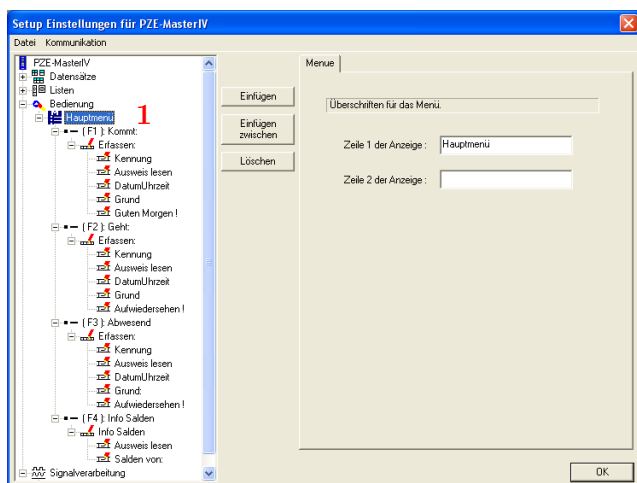 Setup Einstellungen für PZE-MasterIV
Datei Kommunikation
PZE-MasterIV
Datensätze
Listen
Bedienung
Hauptmenü
1
( F1 ): Kommt:
Erfassen:
Kennung
Ausweis lesen
DatumUhrzeit
Grund
Guten Morgen !
( F2 ): Geht:
Erfassen:
Kennung
Ausweis lesen
DatumUhrzeit
Grund
Aufwiedersehen !
( F3 ): Abwesend
Erfassen:
Kennung
Ausweis lesen
DatumUhrzeit
Grund:
Aufwiedersehen !
( F4 ): Info Salden
Info Salden
Ausweis lesen
Salden von:
Signalverarbeitung
Einfügen
Einfügen
zwischen
Löschen
Menue
Überschriften für das Menü.
Zeile 1 der Anzeige : Hauptmenü
Zeile 2 der Anzeige :
OK